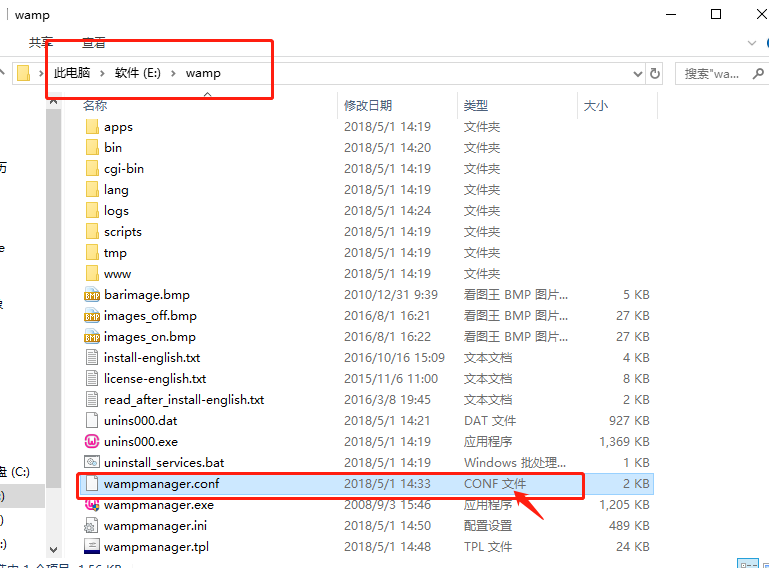 wamp
共享 查看
此电脑 软件 (E:) wamp 搜索"wa...
名称 修改日期 类型 大小
apps 2018/5/1 14:19 文件夹
bin 2018/5/1 14:20 文件夹
cgi-bin 2018/5/1 14:19 文件夹
lang 2018/5/1 14:19 文件夹
logs 2018/5/1 14:24 文件夹
scripts 2018/5/1 14:19 文件夹
tmp 2018/5/1 14:19 文件夹
www 2018/5/1 14:19 文件夹
barimage.bmp 2010/12/31 9:39 看图王 BMP 图片... 5 KB
images_off.bmp 2016/8/1 16:21 看图王 BMP 图片... 27 KB
images_on.bmp 2016/8/1 16:22 看图王 BMP 图片... 27 KB
install-english.txt 2016/10/16 15:09 文本文档 4 KB
license-english.txt 2015/11/6 11:00 文本文档 8 KB
read_after_install-english.txt 2016/3/8 19:45 文本文档 2 KB
unins000.dat 2018/5/1 14:21 DAT 文件 927 KB
unins000.exe 2018/5/1 14:19 应用程序 1,369 KB
uninstall_services.bat 2018/5/1 14:19 Windows 批处理... 1 KB
盘 (C:)
wampmanager.conf 2018/5/1 14:33 CONF 文件 2 KB
wampmanager.exe 2008/9/3 15:46 应用程序 1,205 KB
wampmanager.ini 2018/5/1 14:50 配置设置 489 KB
wampmanager.tpl 2018/5/1 14:48 TPL 文件 24 KB